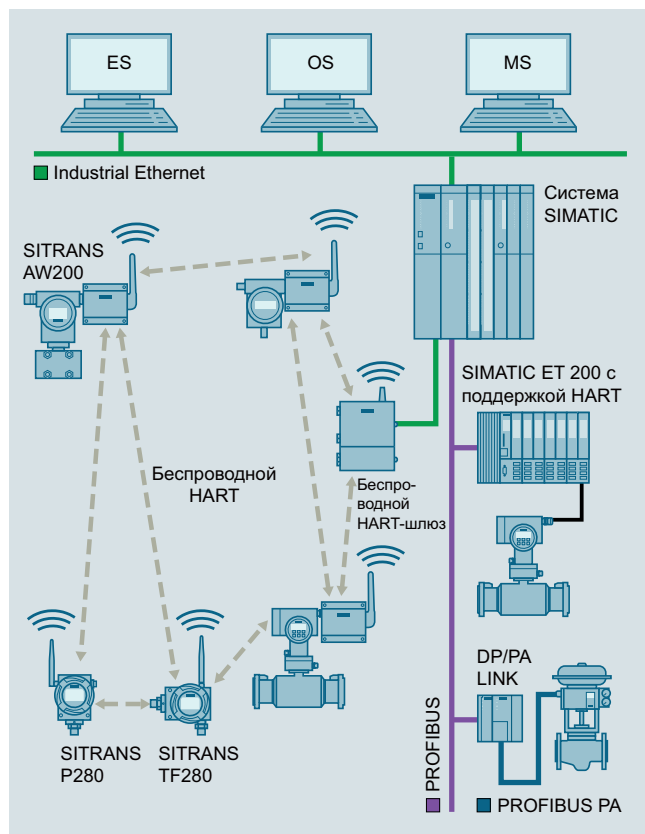 ES
OS
MS
Industrial Ethernet
Система
SIMATIC
SITRANS
AW200
SIMATIC ET 200 с
поддержкой HART
Беспроводной
HART
Беспро-
водной
HART-шлюз
DP/PA
LINK
SITRANS
P280
SITRANS
TF280
PROFIBUS
PROFIBUS PA